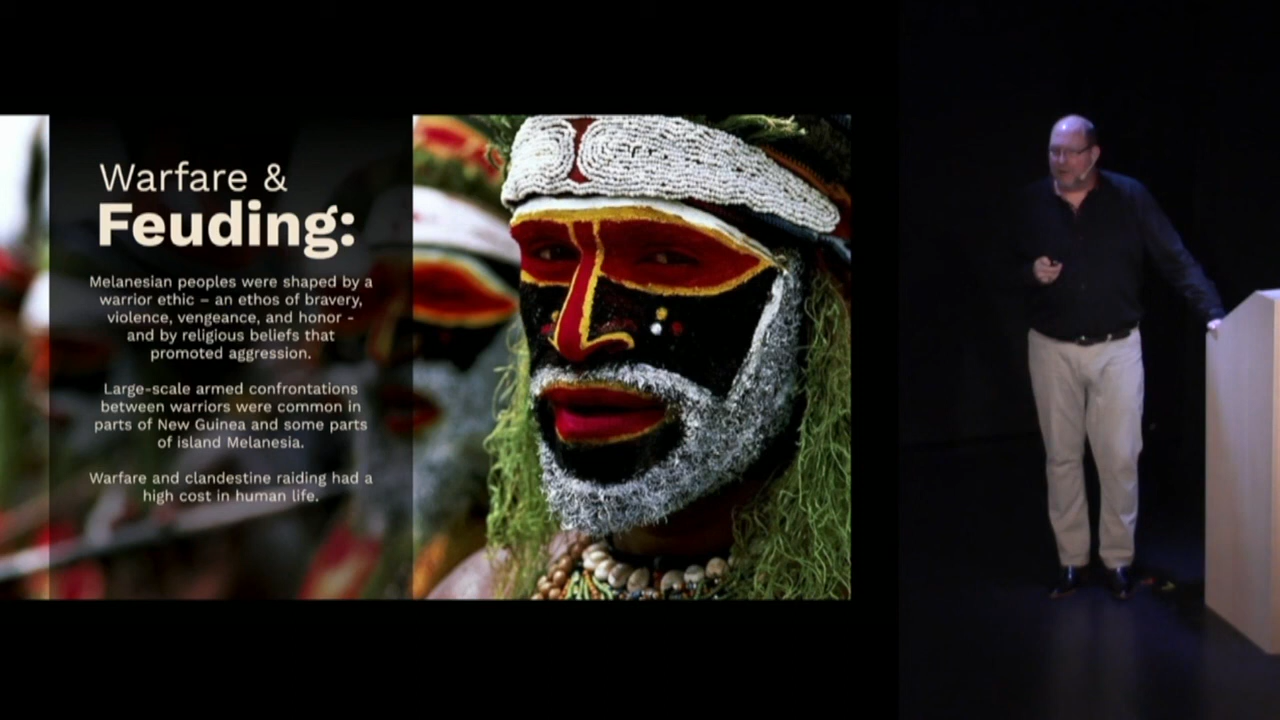 Warfare &
Feuding:
Melanesian peoples were shaped by a
warrior ethic – an ethos of bravery,
violence, vengeance, and honor -
and by religious beliefs that
promoted aggression.
Large-scale armed confrontations
between warriors were common in
parts of New Guinea and some parts
of island Melanesia.
Warfare and clandestine raiding had a
high cost in human life.